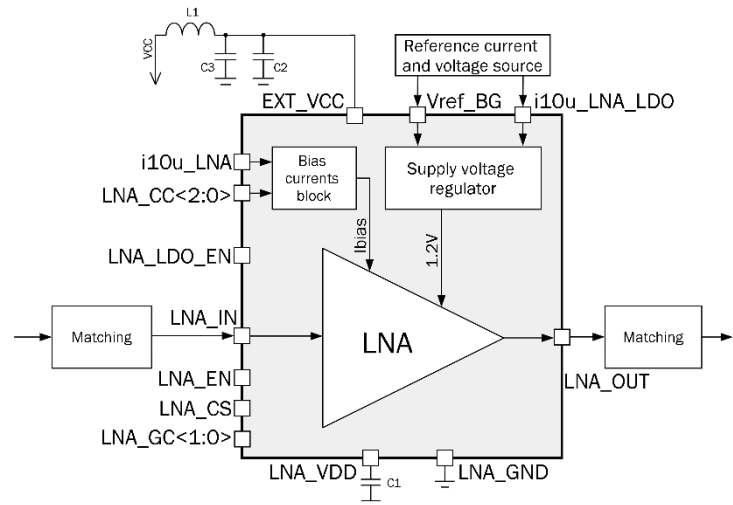 L1
VCC
C3
C2
Reference current
and voltage source
EXT_VCC
Vref_BG
i10u_LNA_LDO
i10u_LNA
LNA_CC<2:0>
Bias
currents
block
Supply voltage
regulator
LNA_LDO_EN
Ibias
1.2V
Matching
LNA_IN
LNA
Matching
LNA_OUT
LNA_EN
LNA_CS
LNA_GC<1:0>
LNA_VDD
C1
LNA_GND